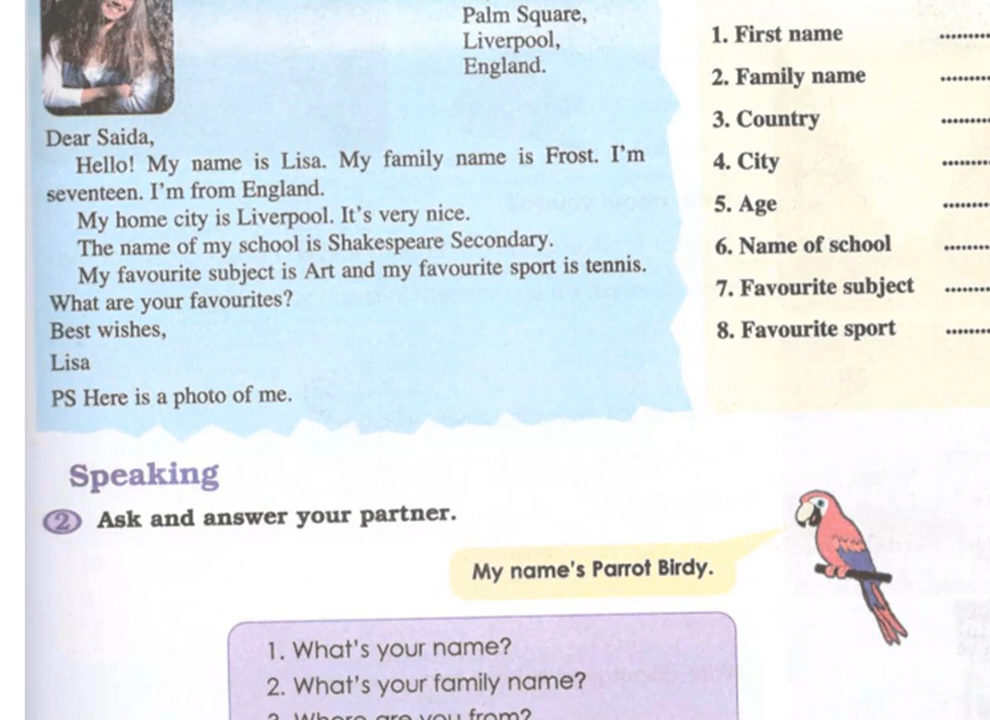 Palm Square,
Liverpool,
England.
Dear Saida,
Hello! My name is Lisa. My family name is Frost. I'm
seventeen. I'm from England.
My home city is Liverpool. It's very nice.
The name of my school is Shakespeare Secondary.
My favourite subject is Art and my favourite sport is tennis.
What are your favourites?
Best wishes,
Lisa
PS Here is a photo of me.
1. First name ..........
2. Family name ..........
3. Country ..........
4. City ..........
5. Age ..........
6. Name of school ..........
7. Favourite subject ..........
8. Favourite sport ..........
Speaking
2 Ask and answer your partner.
My name's Parrot Birdy.
1. What's your name?
2. What's your family name?
3. Where are you from?